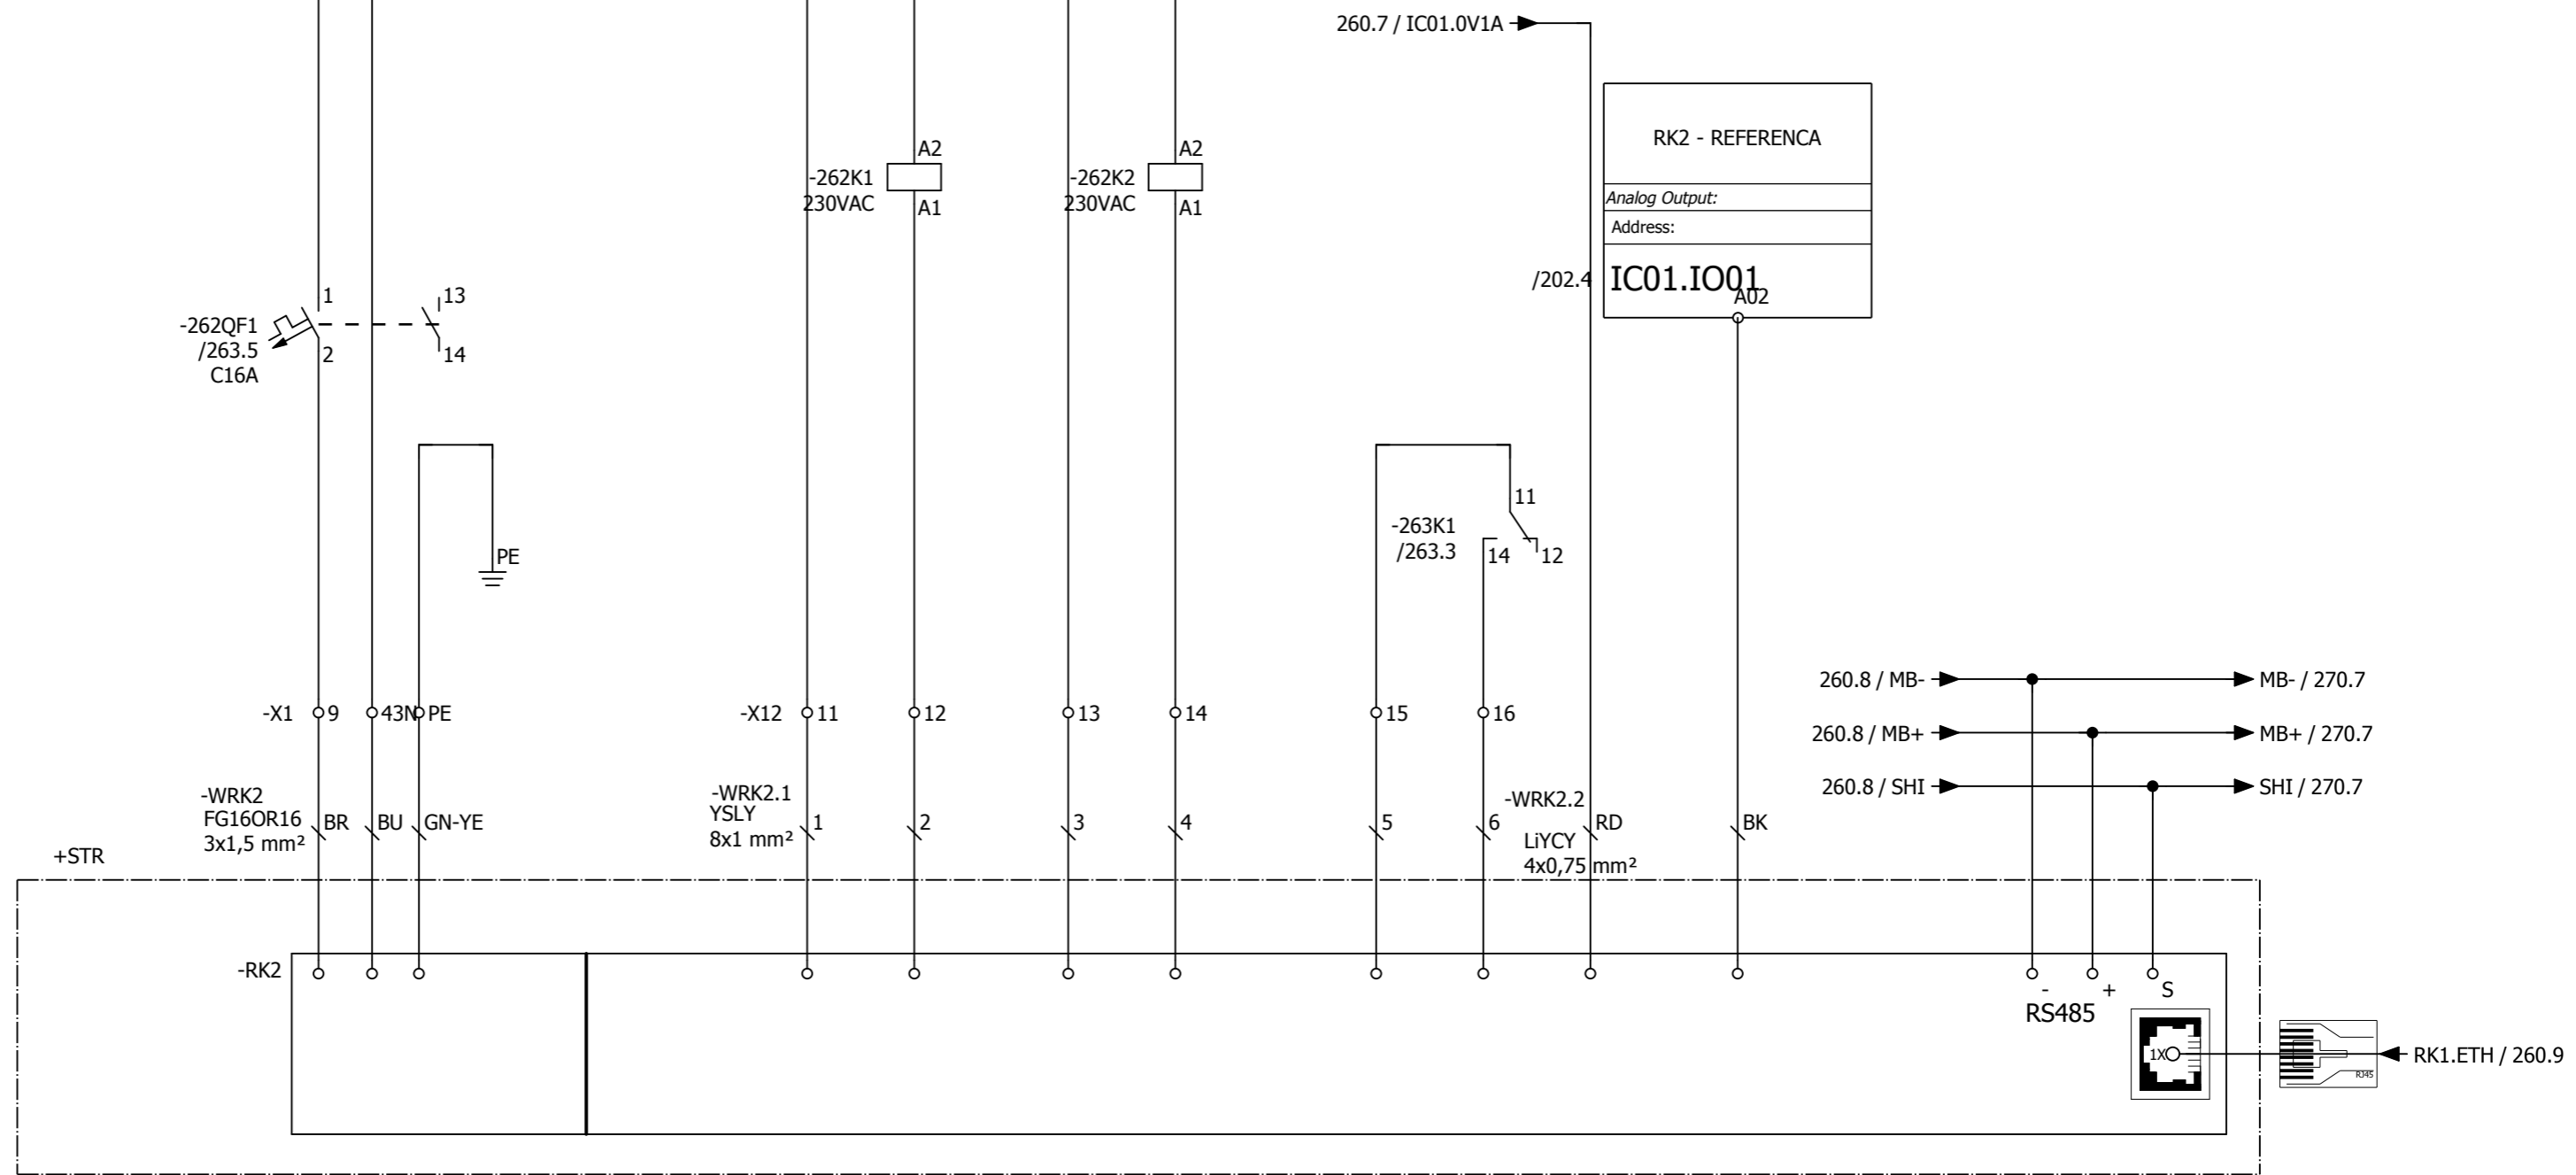 260.7 / IC01.0V1A
RK2 - REFERENCA
Analog Output:
Address:
/202.4
IC01.IO01
A02
A2
-262K1
230VAC
A1
A2
-262K2
230VAC
A1
1
13
-262QF1
/263.5
C16A
2
14
PE
11
-263K1
/263.3
14
12
260.8 / MB-
MB- / 270.7
260.8 / MB+
MB+ / 270.7
260.8 / SHI
SHI / 270.7
-X1
9
43N
PE
-X12
11
12
13
14
15
16
-WRK2
FG16OR16
3x1,5 mm²
BR
BU
GN-YE
-WRK2.1
YSLY
8x1 mm²
1
2
3
4
5
6
-WRK2.2
LiYCY
4x0,75 mm²
RD
BK
+STR
-RK2
-
+
S
RS485
1X
RJ45
RK1.ETH / 260.9